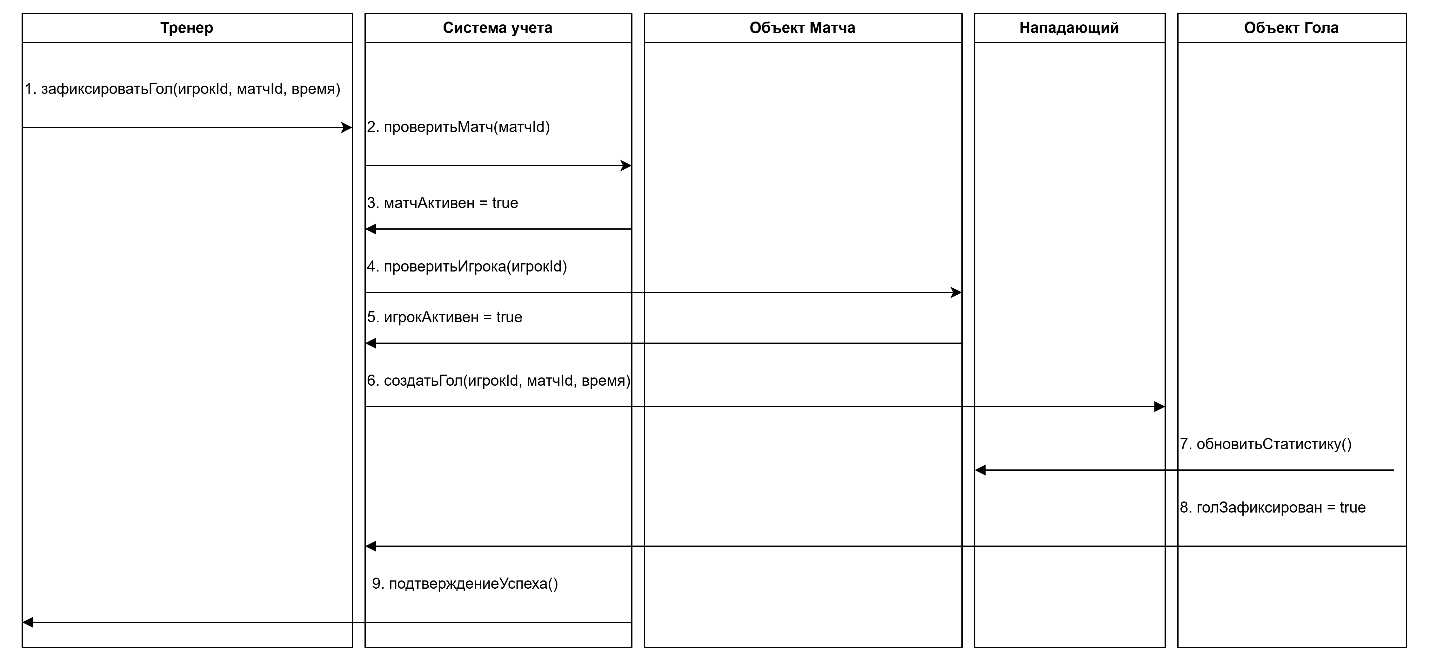 Тренер
Система учета
Объект Матча
Нападающий
Объект Гола
1. зафиксироватьГол(игрокId, матчId, время)
2. проверитьМатч(матчId)
3. матчАктивен = true
4. проверитьИгрока(игрокId)
5. игрокАктивен = true
6. создатьГол(игрокId, матчId, время)
7. обновитьСтатистику()
8. голЗафиксирован = true
9. подтверждениеУспеха()